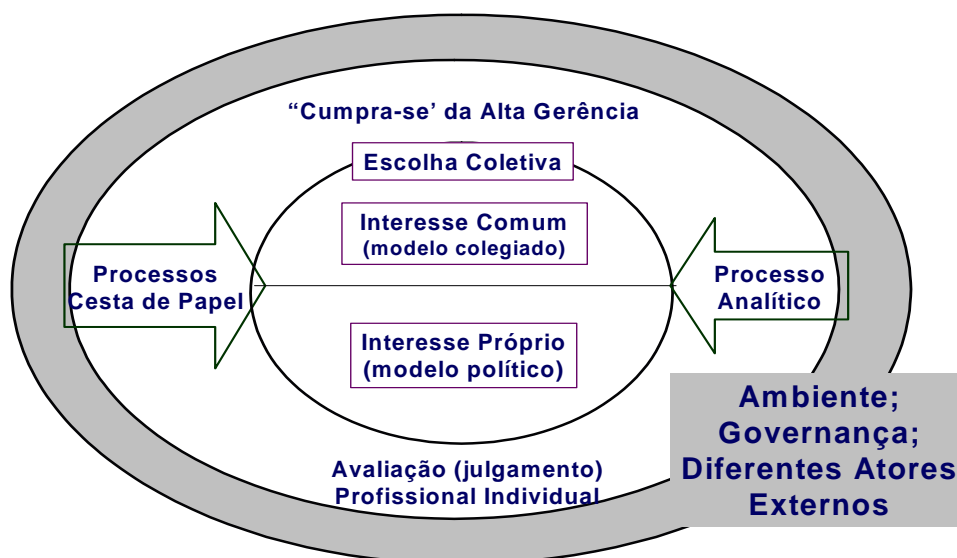 “Cumpra-se’ da Alta Gerência
Escolha Coletiva
Interesse Comum
(modelo colegiado)
Processos
Cesta de Papel
Processo
Analítico
Interesse Próprio
(modelo político)
Avaliação (julgamento)
Profissional Individual
Ambiente;
Governança;
Diferentes Atores
Externos